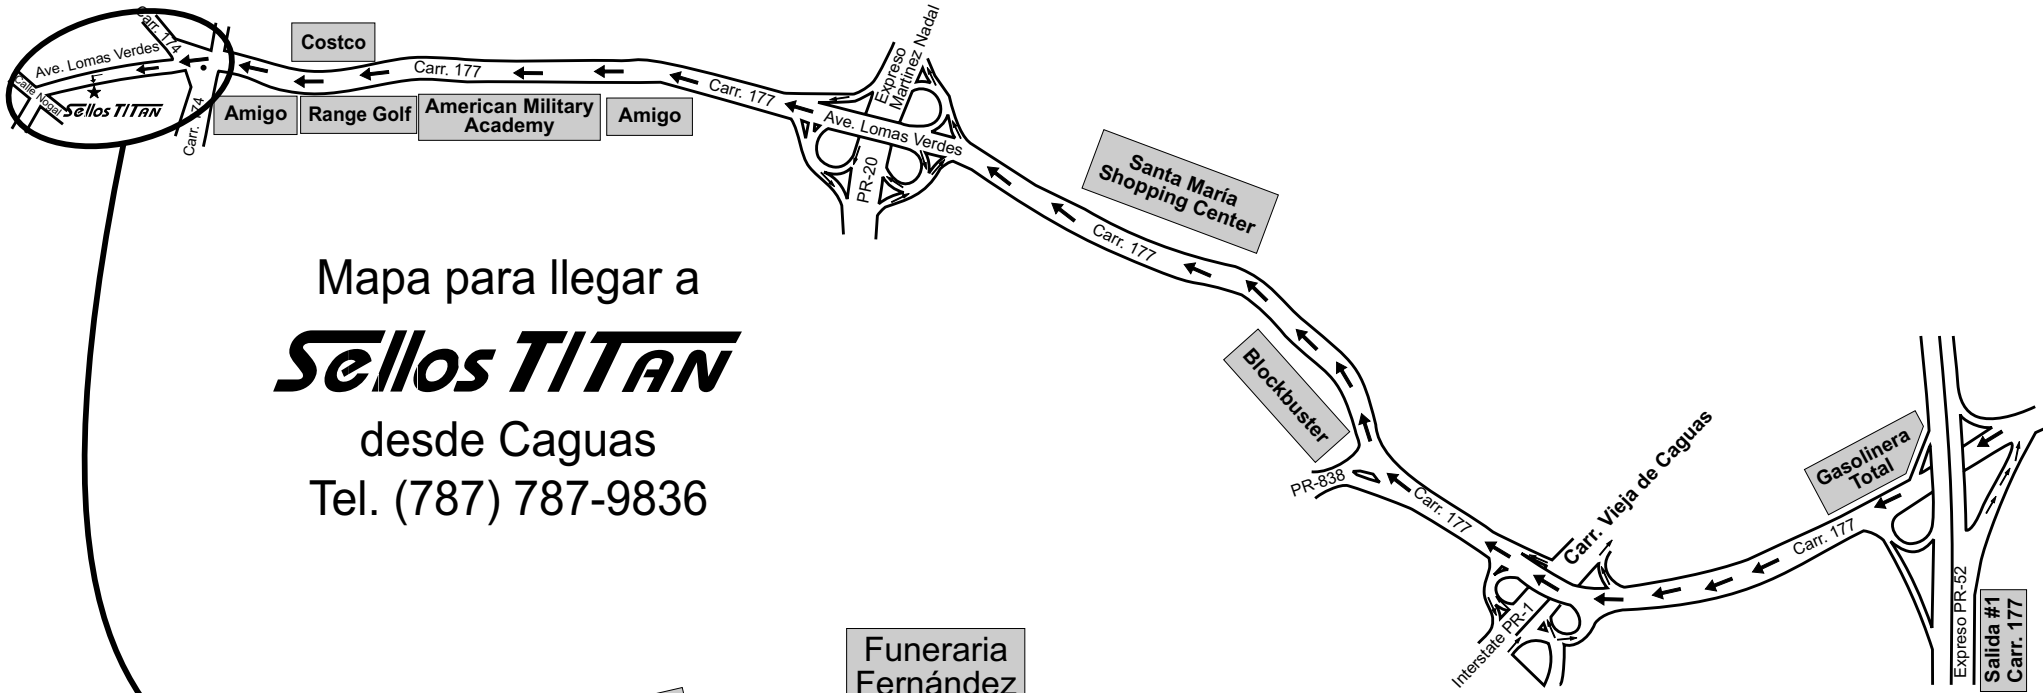 Carr. 174
Ave. Lomas Verdes
Calle Nogal
Sellos TITAN
Carr. 174
Costco
Carr. 177
Amigo
Range Golf
American Military
Academy
Amigo
Carr. 177
Expreso
Martinez Nadal
Ave. Lomas Verdes
PR-20
Santa María
Shopping Center
Carr. 177
Mapa para llegar a
Sellos TITAN
desde Caguas
Tel. (787) 787-9836
Blockbuster
PR-838
Carr. 177
Carr. Vieja de Caguas
Interstate PR-1
Gasolinera
Total
Carr. 177
Expreso PR-52
Salida #1
Carr. 177
Funeraria
Fernández